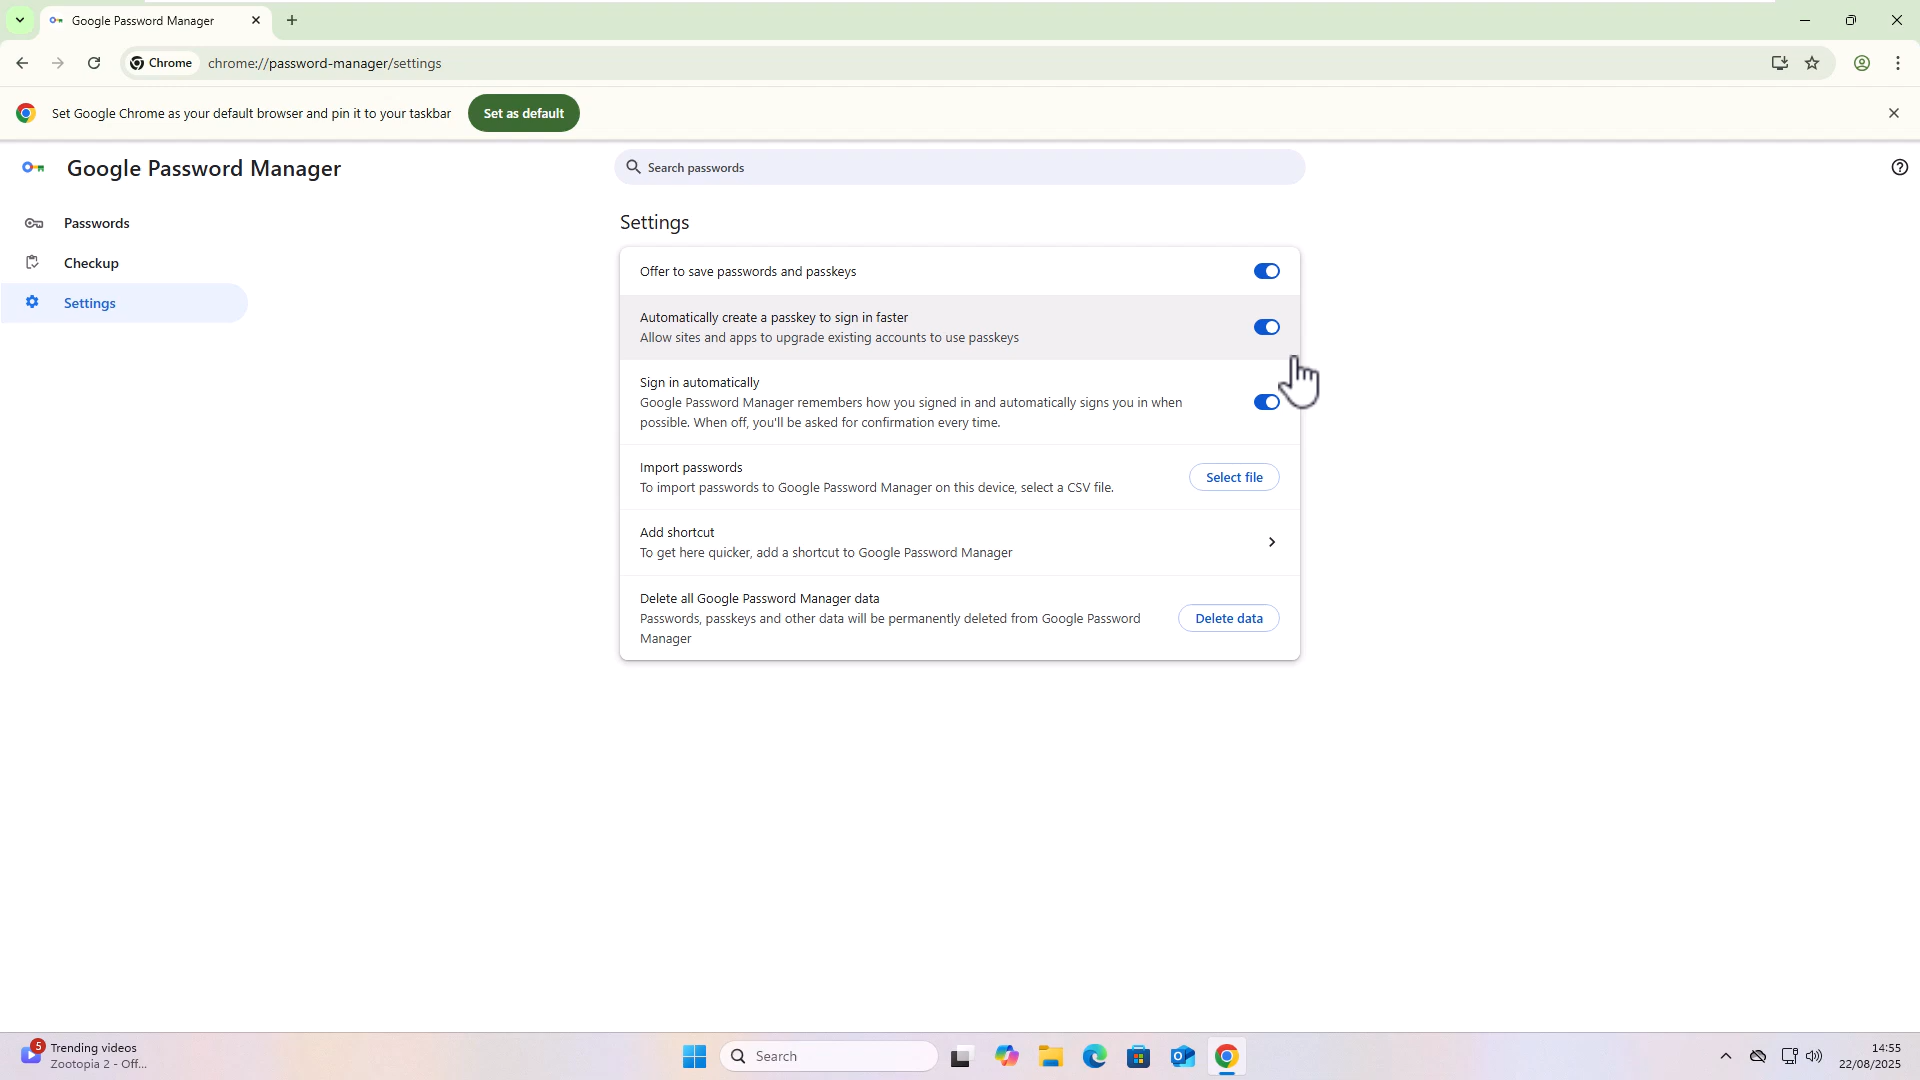 Google Password Manager
Chrome
chrome://password-manager/settings
Set Google Chrome as your default browser and pin it to your taskbar
Set as default
Google Password Manager
Search passwords
Passwords
Checkup
Settings
Settings
Offer to save passwords and passkeys
Automatically create a passkey to sign in faster
Allow sites and apps to upgrade existing accounts to use passkeys
Sign in automatically
Google Password Manager remembers how you signed in and automatically signs you in when
possible. When off, you'll be asked for confirmation every time.
Import passwords
To import passwords to Google Password Manager on this device, select a CSV file.
Select file
Add shortcut
To get here quicker, add a shortcut to Google Password Manager
Delete all Google Password Manager data
Passwords, passkeys and other data will be permanently deleted from Google Password
Manager
Delete data
5
Trending videos
Zootopia 2 - Off...
Search
14:55
22/08/2025